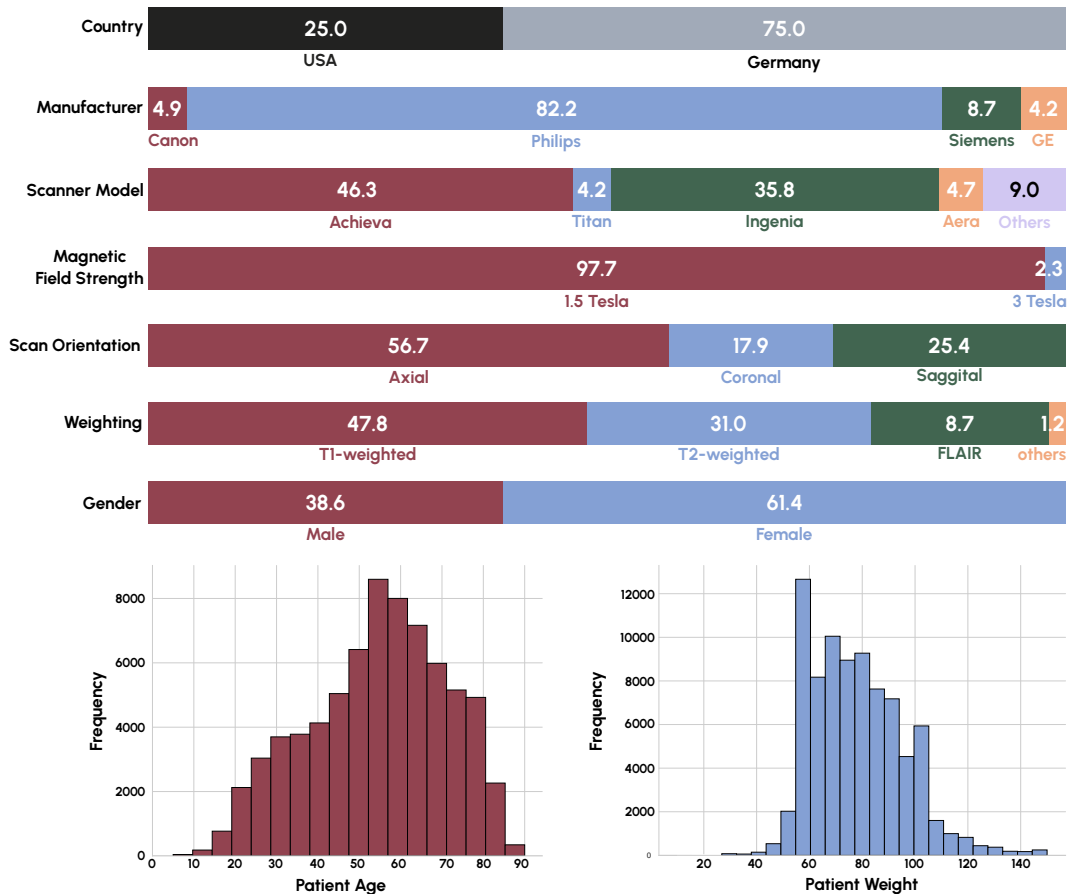 Country
25.0 75.0
USA Germany
Manufacturer
4.9 82.2 8.7 4.2
Canon Philips Siemens GE
Scanner Model
46.3 4.2 35.8 4.7 9.0
Achieva Titan Ingenia Aera Others
Magnetic
Field Strength
97.7 2.3
1.5 Tesla 3 Tesla
Scan Orientation
56.7 17.9 25.4
Axial Coronal Saggital
Weighting
47.8 31.0 8.7 1.2
T1-weighted T2-weighted FLAIR others
Gender
38.6 61.4
Male Female
8000
6000
4000
2000
0
Frequency
0 10 20 30 40 50 60 70 80 90
Patient Age
12000
10000
8000
6000
4000
2000
0
Frequency
20 40 60 80 100 120 140
Patient Weight